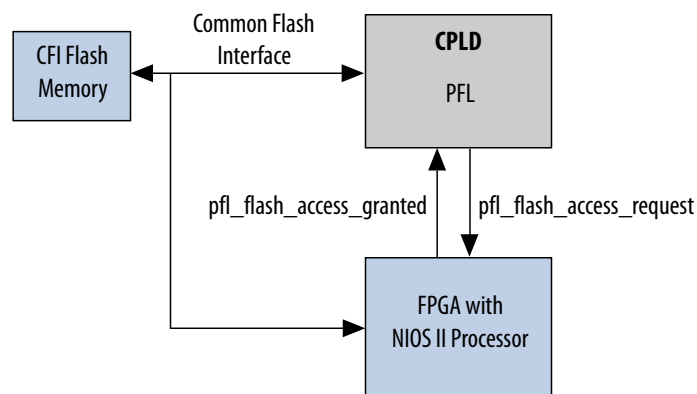 Common Flash
Interface
CFI Flash
Memory
CPLD
PFL
pfl_flash_access_granted
pfl_flash_access_request
FPGA with
NIOS II Processor